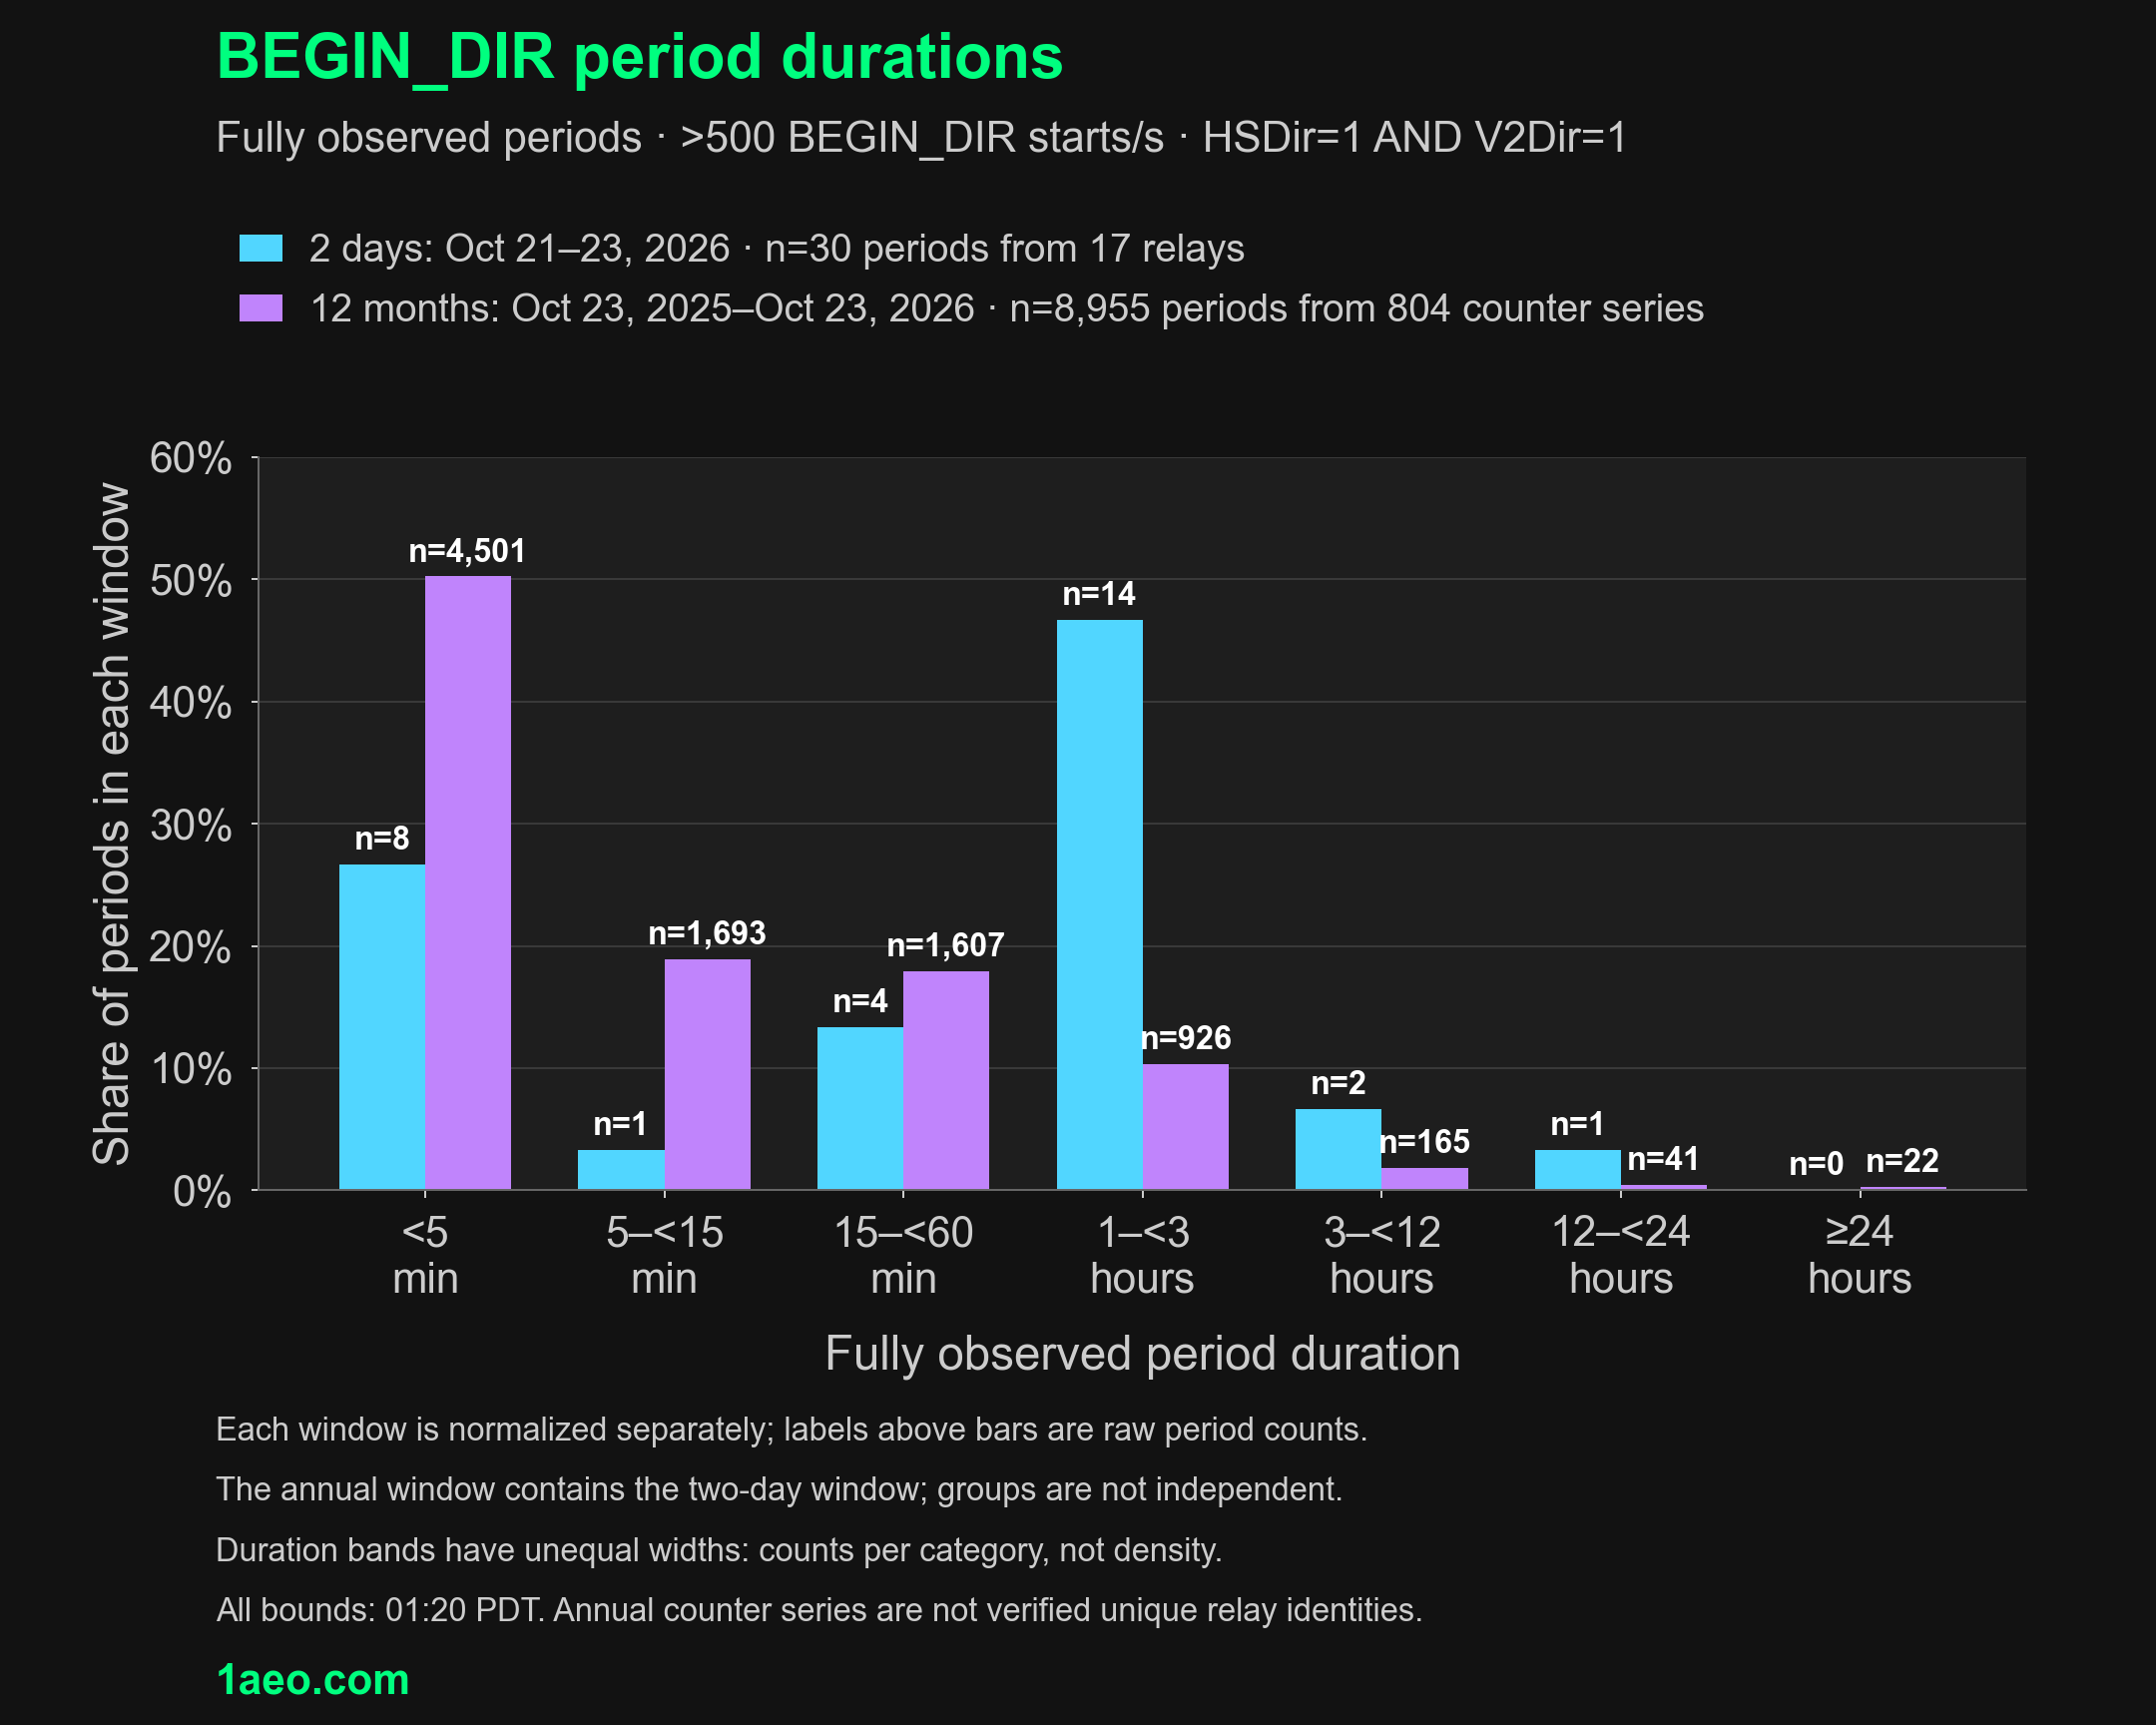 BEGIN_DIR period durations
Fully observed periods · >500 BEGIN_DIR starts/s · HSDir=1 AND V2Dir=1
2 days: Oct 21–23, 2026 · n=30 periods from 17 relays
12 months: Oct 23, 2025–Oct 23, 2026 · n=8,955 periods from 804 counter series
Share of periods in each window
60%
50%
40%
30%
20%
10%
0%
n=8
n=4,501
n=1
n=1,693
n=4
n=1,607
n=14
n=926
n=2
n=165
n=1
n=41
n=0
n=22
<5
min
5–<15
min
15–<60
min
1–<3
hours
3–<12
hours
12–<24
hours
≥24
hours
Fully observed period duration
Each window is normalized separately; labels above bars are raw period counts.
The annual window contains the two-day window; groups are not independent.
Duration bands have unequal widths: counts per category, not density.
All bounds: 01:20 PDT. Annual counter series are not verified unique relay identities.
1aeo.com